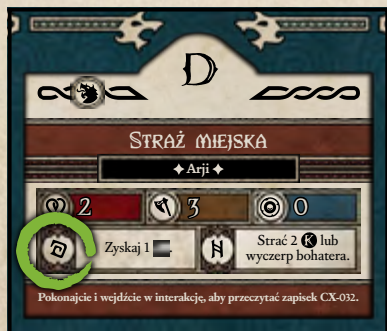 D
STRAŻ MIEJSKA
Arji
2 3 0
Zyskaj 1
Strać 2 K lub
wyczerp bohatera.
Pokonajcie i wejdźcie w interakcję, aby przeczytać zapisek CX-032.